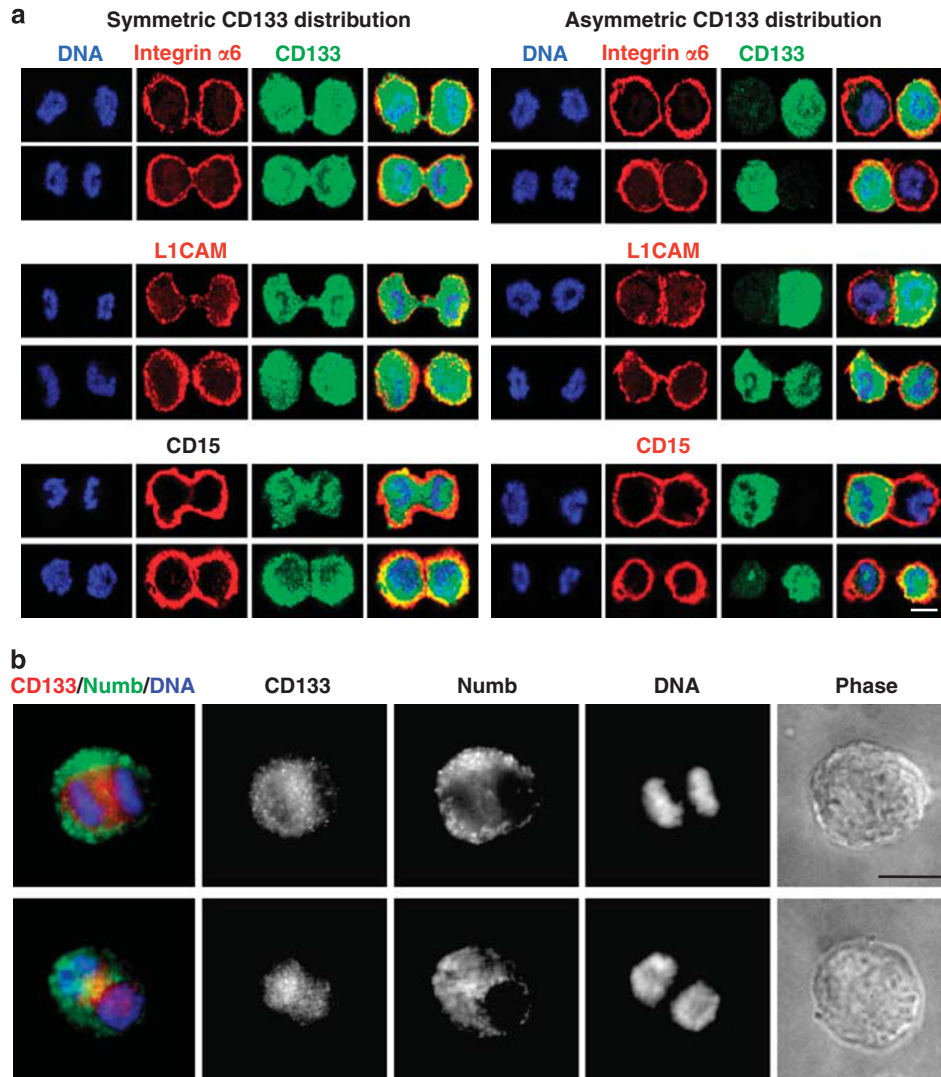 a
Symmetric CD133 distribution
Asymmetric CD133 distribution
DNA Integrin α6 CD133
DNA Integrin α6 CD133
L1CAM
L1CAM
CD15
CD15
b
CD133/Numb/DNA CD133 Numb DNA Phase